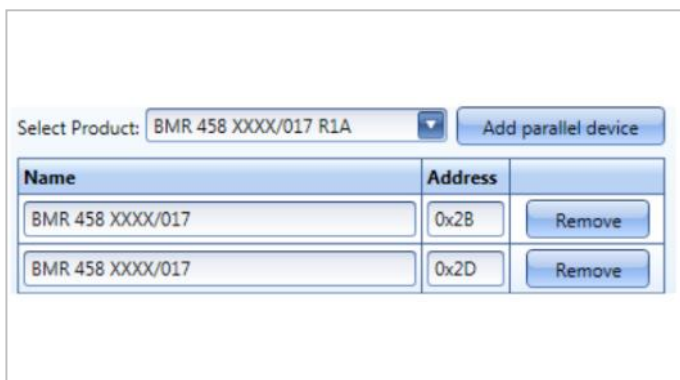 Select Product: BMR 458 XXXX/017 R1A Add parallel device
Name Address
BMR 458 XXXX/017 0x2B Remove
BMR 458 XXXX/017 0x2D Remove